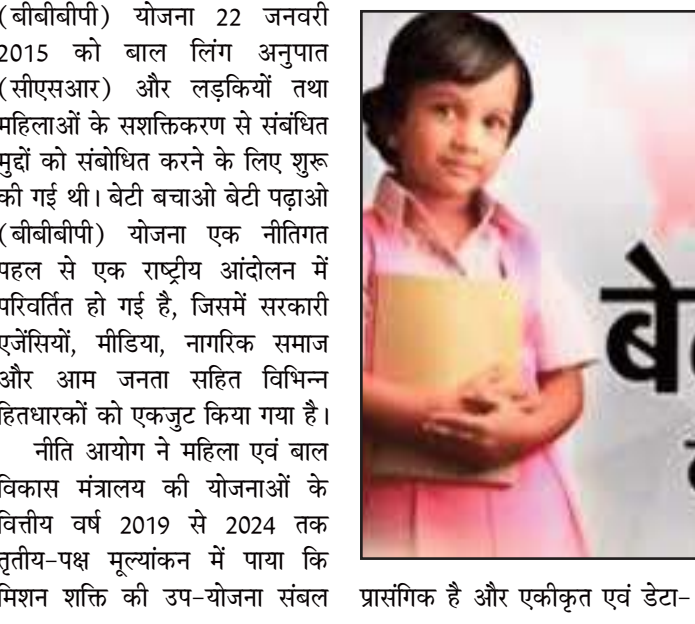 (बीबीबीपी) योजना 22 जनवरी
2015 को बाल लिंग अनुपात
(सीएसआर) और लड़कियों तथा
महिलाओं के सशक्तिकरण से संबंधित
मुद्दों को संबोधित करने के लिए शुरू
की गई थी। बेटी बचाओ बेटी पढ़ाओ
(बीबीबीपी) योजना एक नीतिगत
पहल से एक राष्ट्रीय आंदोलन में
परिवर्तित हो गई है, जिसमें सरकारी
एजेंसियों, मीडिया, नागरिक समाज
और आम जनता सहित विभिन्न
हितधारकों को एकजुट किया गया है।
नीति आयोग ने महिला एवं बाल
विकास मंत्रालय की योजनाओं के
वित्तीय वर्ष 2019 से 2024 तक
तृतीय-पक्ष मूल्यांकन में पाया कि
मिशन शक्ति की उप-योजना संबल
प्रासंगिक है और एकीकृत एवं डेटा-